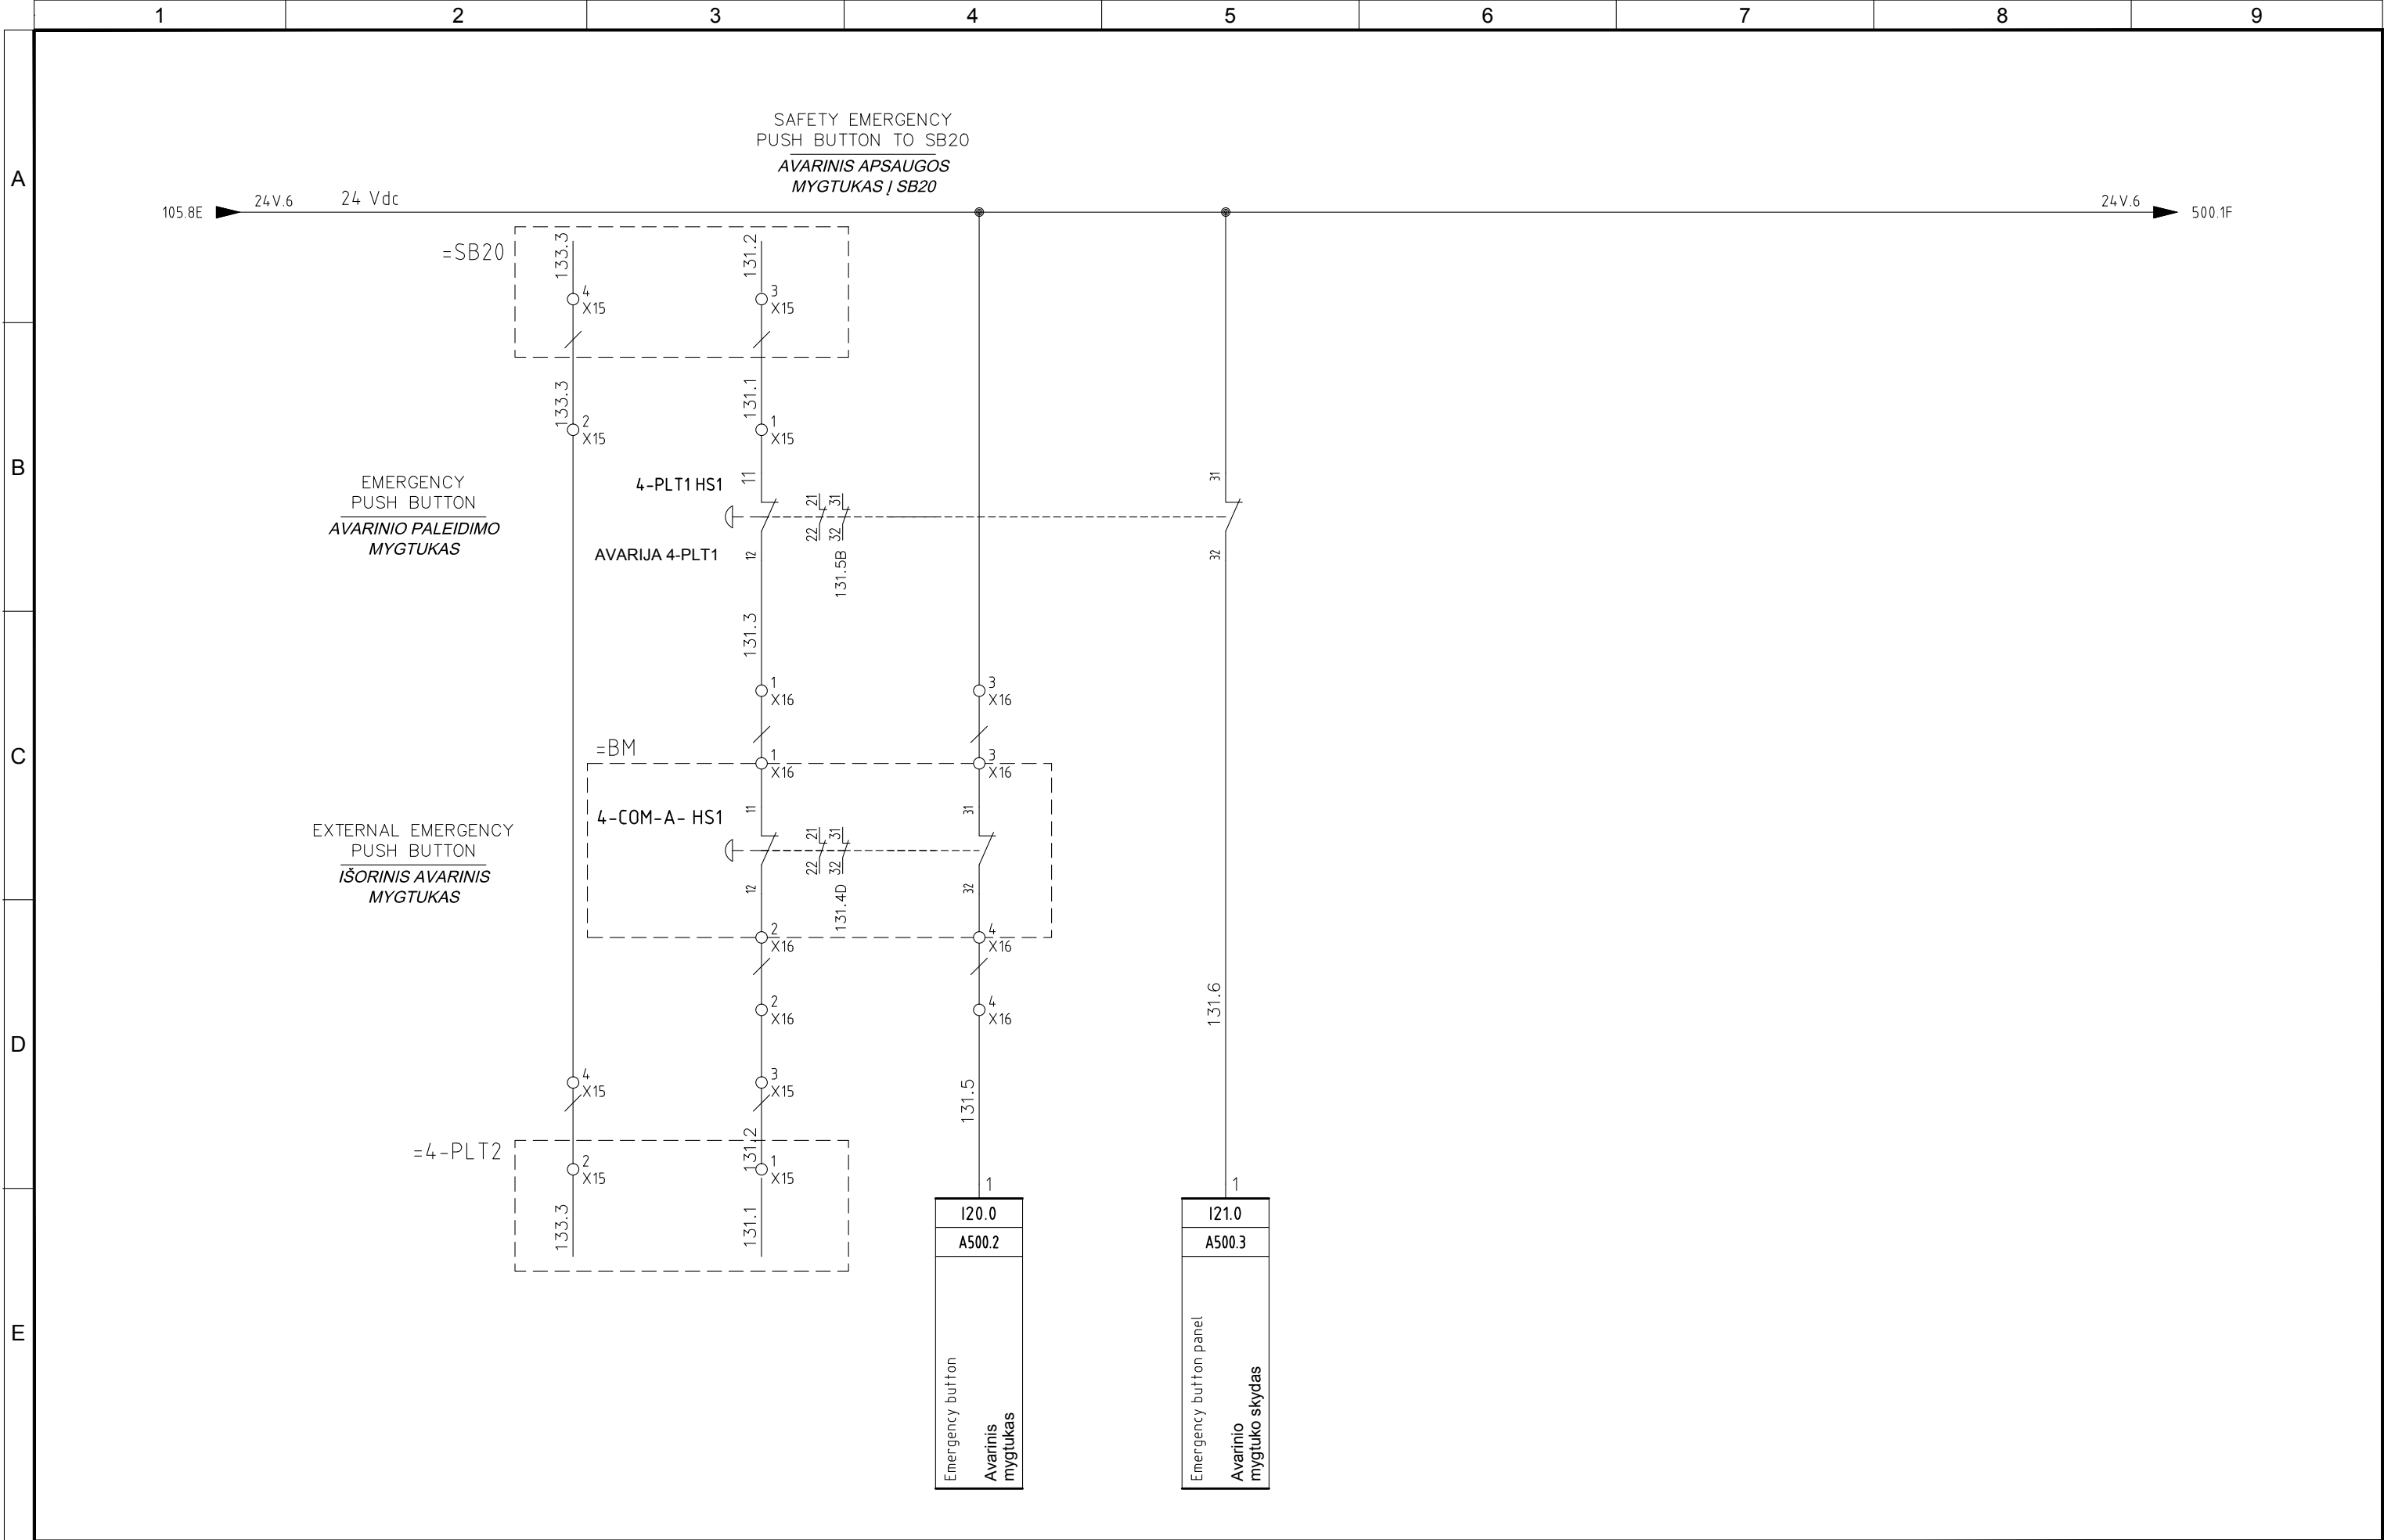 1 2 3 4 5 6 7 8 9
A
SAFETY EMERGENCY
PUSH BUTTON TO SB20
AVARINIS APSAUGOS
MYGTUKAS Į SB20
105.8E 24V.6 24 Vdc 24V.6 500.1F
=SB20 133.3 131.2
4 3
X15 X15
133.3 131.1
2 1
X15 X15
B
EMERGENCY
PUSH BUTTON
AVARINIO PALEIDIMO
MYGTUKAS
4-PLT1 HS1 11 21 31 31
AVARIJA 4-PLT1 12 22 32 32
131.5B
131.3
1 3
X16 X16
C
=BM
1 3
X16 X16
EXTERNAL EMERGENCY
PUSH BUTTON
IŠORINIS AVARINIS
MYGTUKAS
4-COM-A- HS1 11 21 31 31
12 22 32 32
131.4D
2 4
X16 X16
131.6
2 4
X16 X16
D
4 3
X15 X15
131.5
=4-PLT2 131.2
2 1
X15 X15
133.3 131.1
1 1
I20.0 I21.0
A500.2 A500.3
E
Emergency button
Avarinis
mygtukas
Emergency button panel
Avarinio
mygtuko skydas